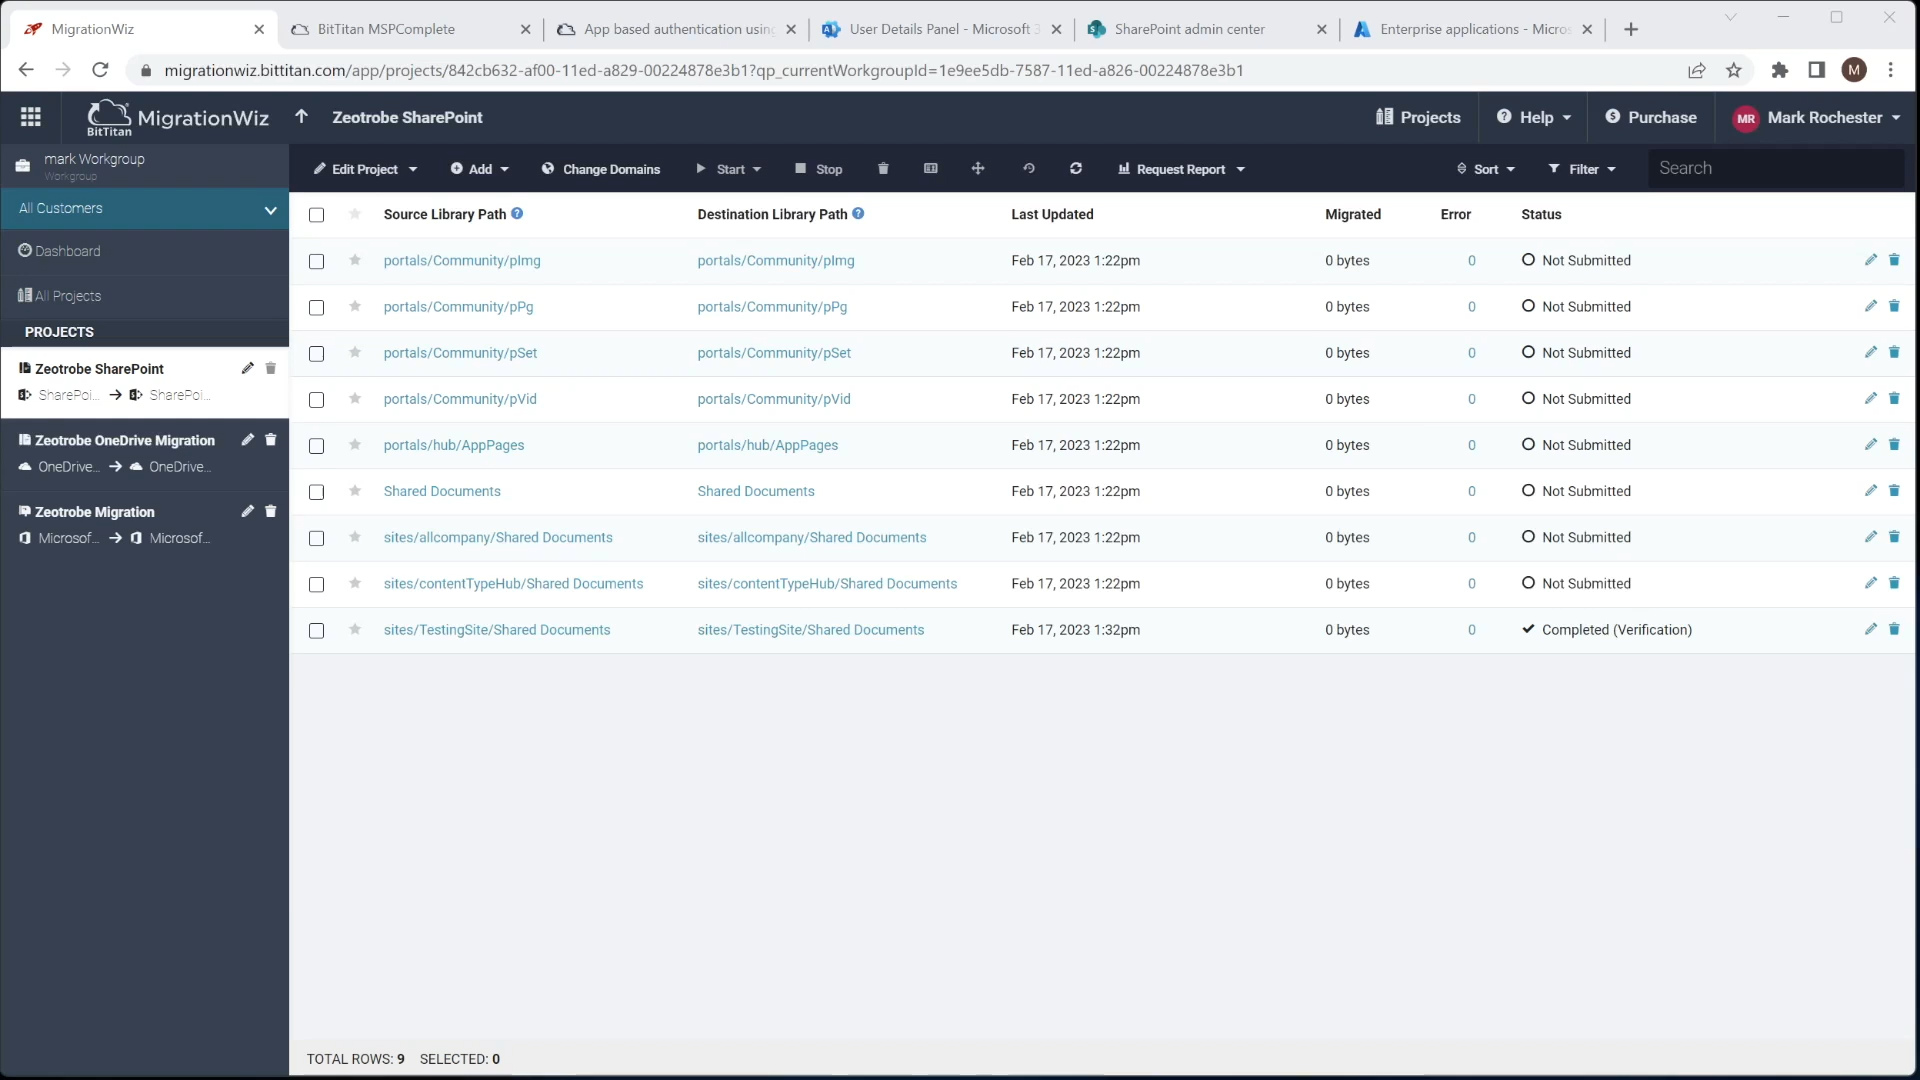 MigrationWiz
BitTitan MSPComplete
App based authentication using
User Details Panel - Microsoft 3
SharePoint admin center
Enterprise applications - Micros
migrationwiz.bittitan.com/app/projects/842cb632-af00-11ed-a829-00224878e3b1?qp_currentWorkgroupId=1e9ee5db-7587-11ed-a826-00224878e3b1
M
BitTitan MigrationWiz
Zeotrobe SharePoint
Projects
Help
Purchase
MR Mark Rochester
mark Workgroup
Workgroup
Edit Project
Add
Change Domains
Start
Stop
Request Report
Sort
Filter
Search
All Customers
Dashboard
All Projects
PROJECTS
Zeotrobe SharePoint
SharePoi... SharePoi...
Zeotrobe OneDrive Migration
OneDrive... OneDrive...
Zeotrobe Migration
Microsof... Microsof...
Source Library Path Destination Library Path Last Updated Migrated Error Status
portals/Community/pImg portals/Community/pImg Feb 17, 2023 1:22pm 0 bytes 0 Not Submitted
portals/Community/pPg portals/Community/pPg Feb 17, 2023 1:22pm 0 bytes 0 Not Submitted
portals/Community/pSet portals/Community/pSet Feb 17, 2023 1:22pm 0 bytes 0 Not Submitted
portals/Community/pVid portals/Community/pVid Feb 17, 2023 1:22pm 0 bytes 0 Not Submitted
portals/hub/AppPages portals/hub/AppPages Feb 17, 2023 1:22pm 0 bytes 0 Not Submitted
Shared Documents Shared Documents Feb 17, 2023 1:22pm 0 bytes 0 Not Submitted
sites/allcompany/Shared Documents sites/allcompany/Shared Documents Feb 17, 2023 1:22pm 0 bytes 0 Not Submitted
sites/contentTypeHub/Shared Documents sites/contentTypeHub/Shared Documents Feb 17, 2023 1:22pm 0 bytes 0 Not Submitted
sites/TestingSite/Shared Documents sites/TestingSite/Shared Documents Feb 17, 2023 1:32pm 0 bytes 0 Completed (Verification)
TOTAL ROWS: 9 SELECTED: 0